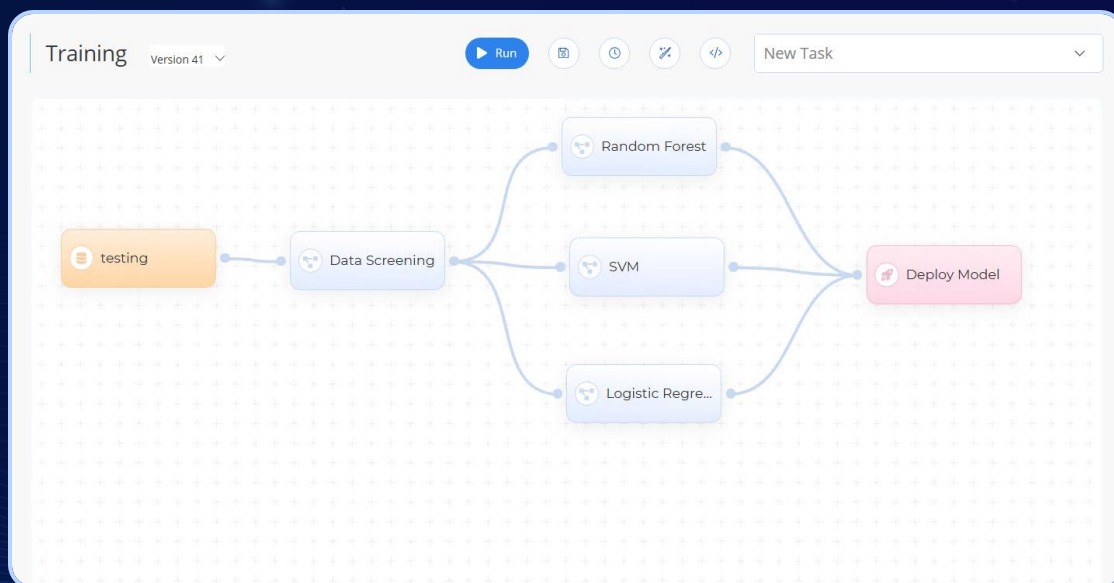 Training
Version 41
Run
</>
New Task
Random Forest
testing
Data Screening
SVM
Deploy Model
Logistic Regre...